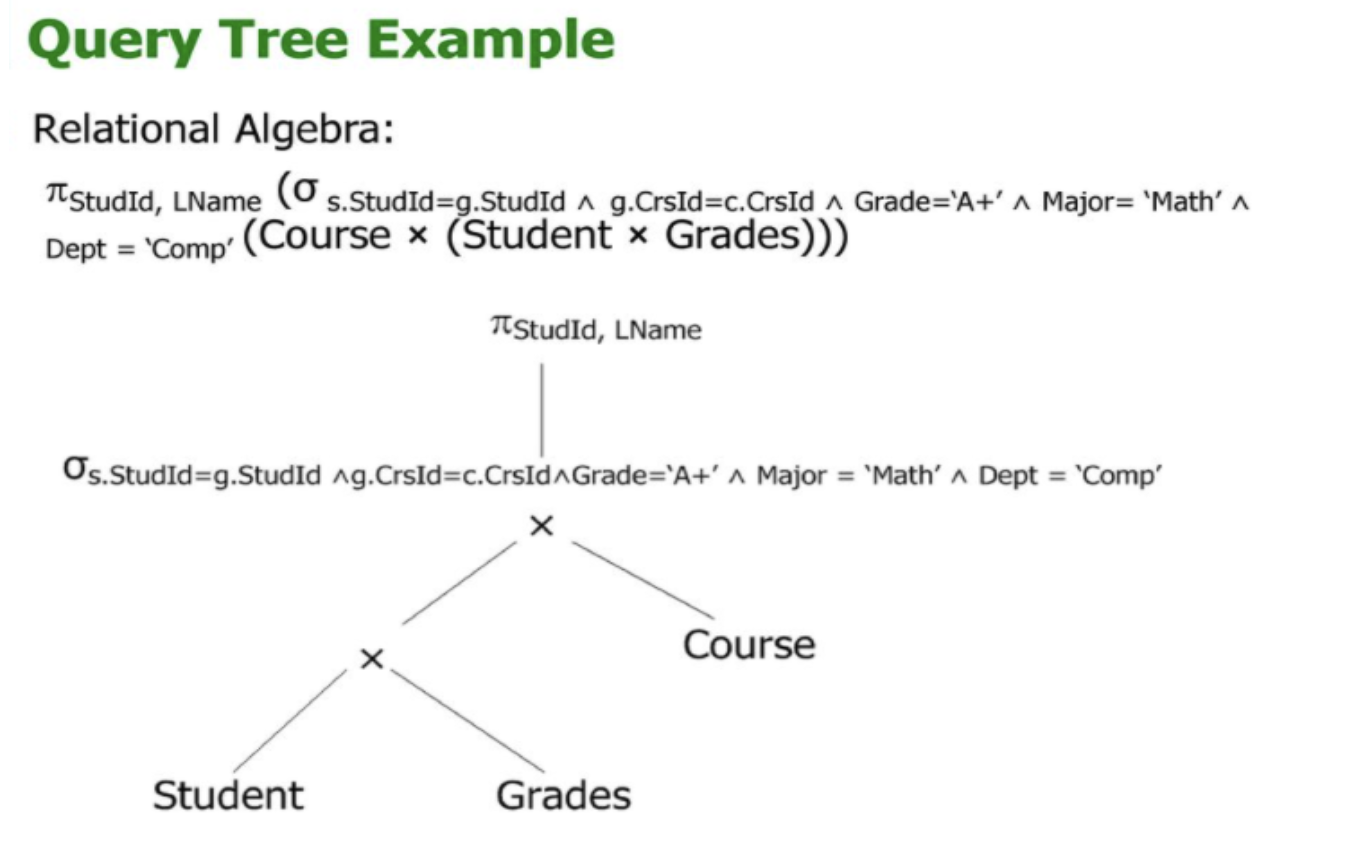 Query Tree Example
Relational Algebra:
πStudId, LName (σ s.StudId=g.StudId ∧ g.CrsId=c.CrsId ∧ Grade=‘A+’ ∧ Major= ‘Math’ ∧
Dept = ‘Comp’ (Course × (Student × Grades)))
πStudId, LName
σs.StudId=g.StudId ∧g.CrsId=c.CrsId∧Grade=‘A+’ ∧ Major = ‘Math’ ∧ Dept = ‘Comp’
×
Course
×
Student Grades